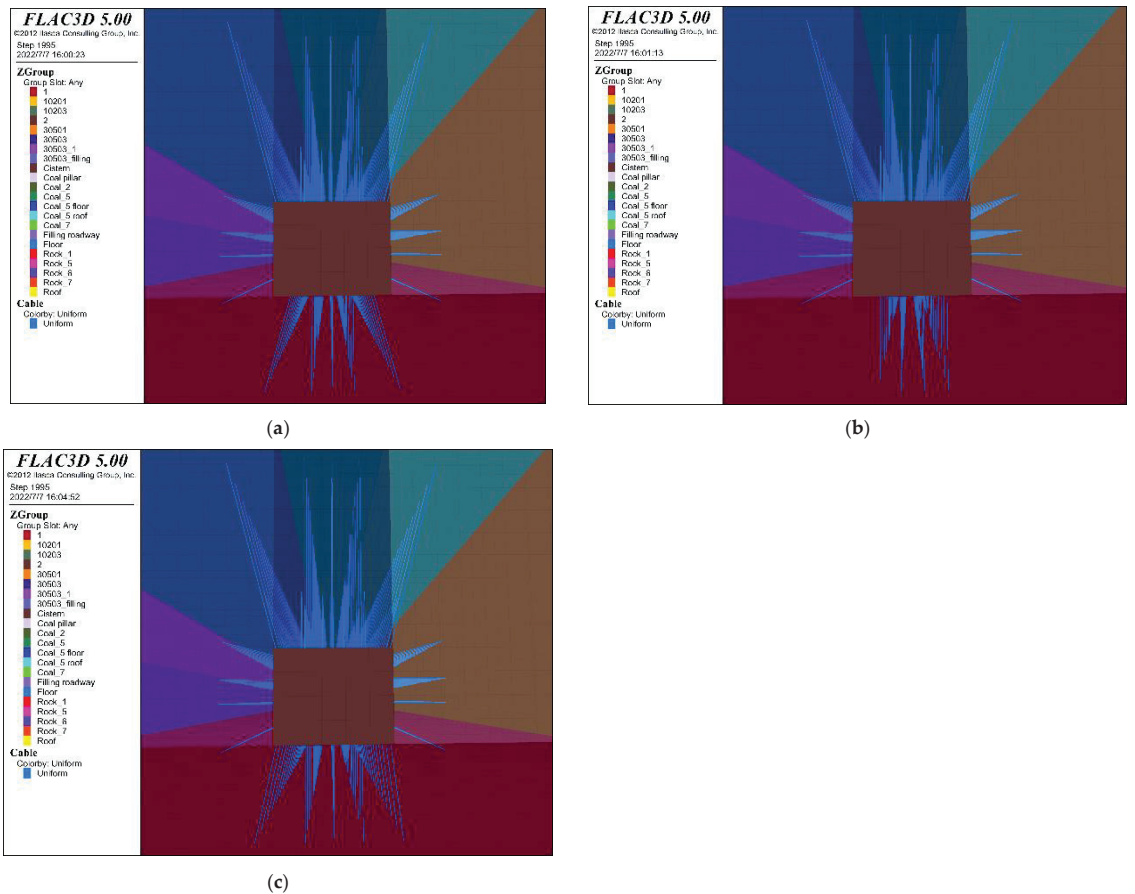 FLAC3D 5.00
©2012 Itasca Consulting Group, Inc.
Step 1995
2022/7/7 16:00:23
ZGroup
Group Slot: Any
1
10201
10203
2
30501
30503
30503_1
30503_filling
Cistern
Coal pillar
Coal_2
Coal_5
Coal_5 floor
Coal_5 roof
Coal_7
Filling roadway
Floor
Rock_1
Rock_5
Rock_6
Rock_7
Roof
Cable
Colorby: Uniform
Uniform
(a)
FLAC3D 5.00
©2012 Itasca Consulting Group, Inc.
Step 1995
2022/7/7 16:01:13
ZGroup
Group Slot: Any
1
10201
10203
2
30501
30503
30503_1
30503_filling
Cistern
Coal pillar
Coal_2
Coal_5
Coal_5 floor
Coal_5 roof
Coal_7
Filling roadway
Floor
Rock_1
Rock_5
Rock_6
Rock_7
Roof
Cable
Colorby: Uniform
Uniform
(b)
FLAC3D 5.00
©2012 Itasca Consulting Group, Inc.
Step 1995
2022/7/7 16:04:52
ZGroup
Group Slot: Any
1
10201
10203
2
30501
30503
30503_1
30503_filling
Cistern
Coal pillar
Coal_2
Coal_5
Coal_5 floor
Coal_5 roof
Coal_7
Filling roadway
Floor
Rock_1
Rock_5
Rock_6
Rock_7
Roof
Cable
Colorby: Uniform
Uniform
(c)